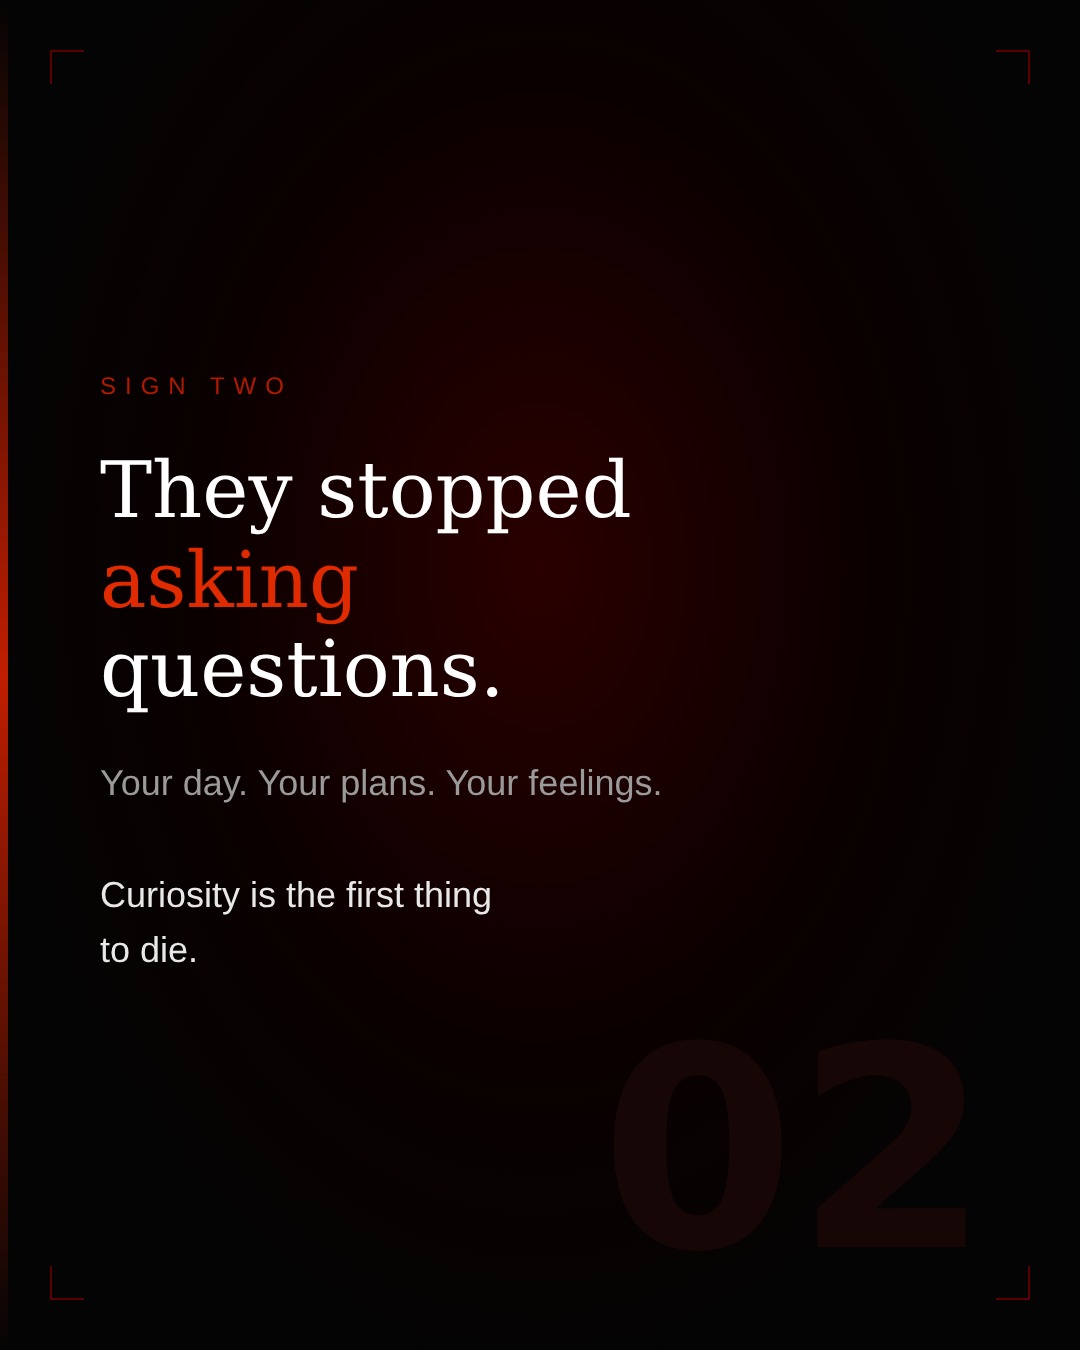 SIGN TWO
They stopped
asking
questions.
Your day. Your plans. Your feelings.
Curiosity is the first thing
to die.
02